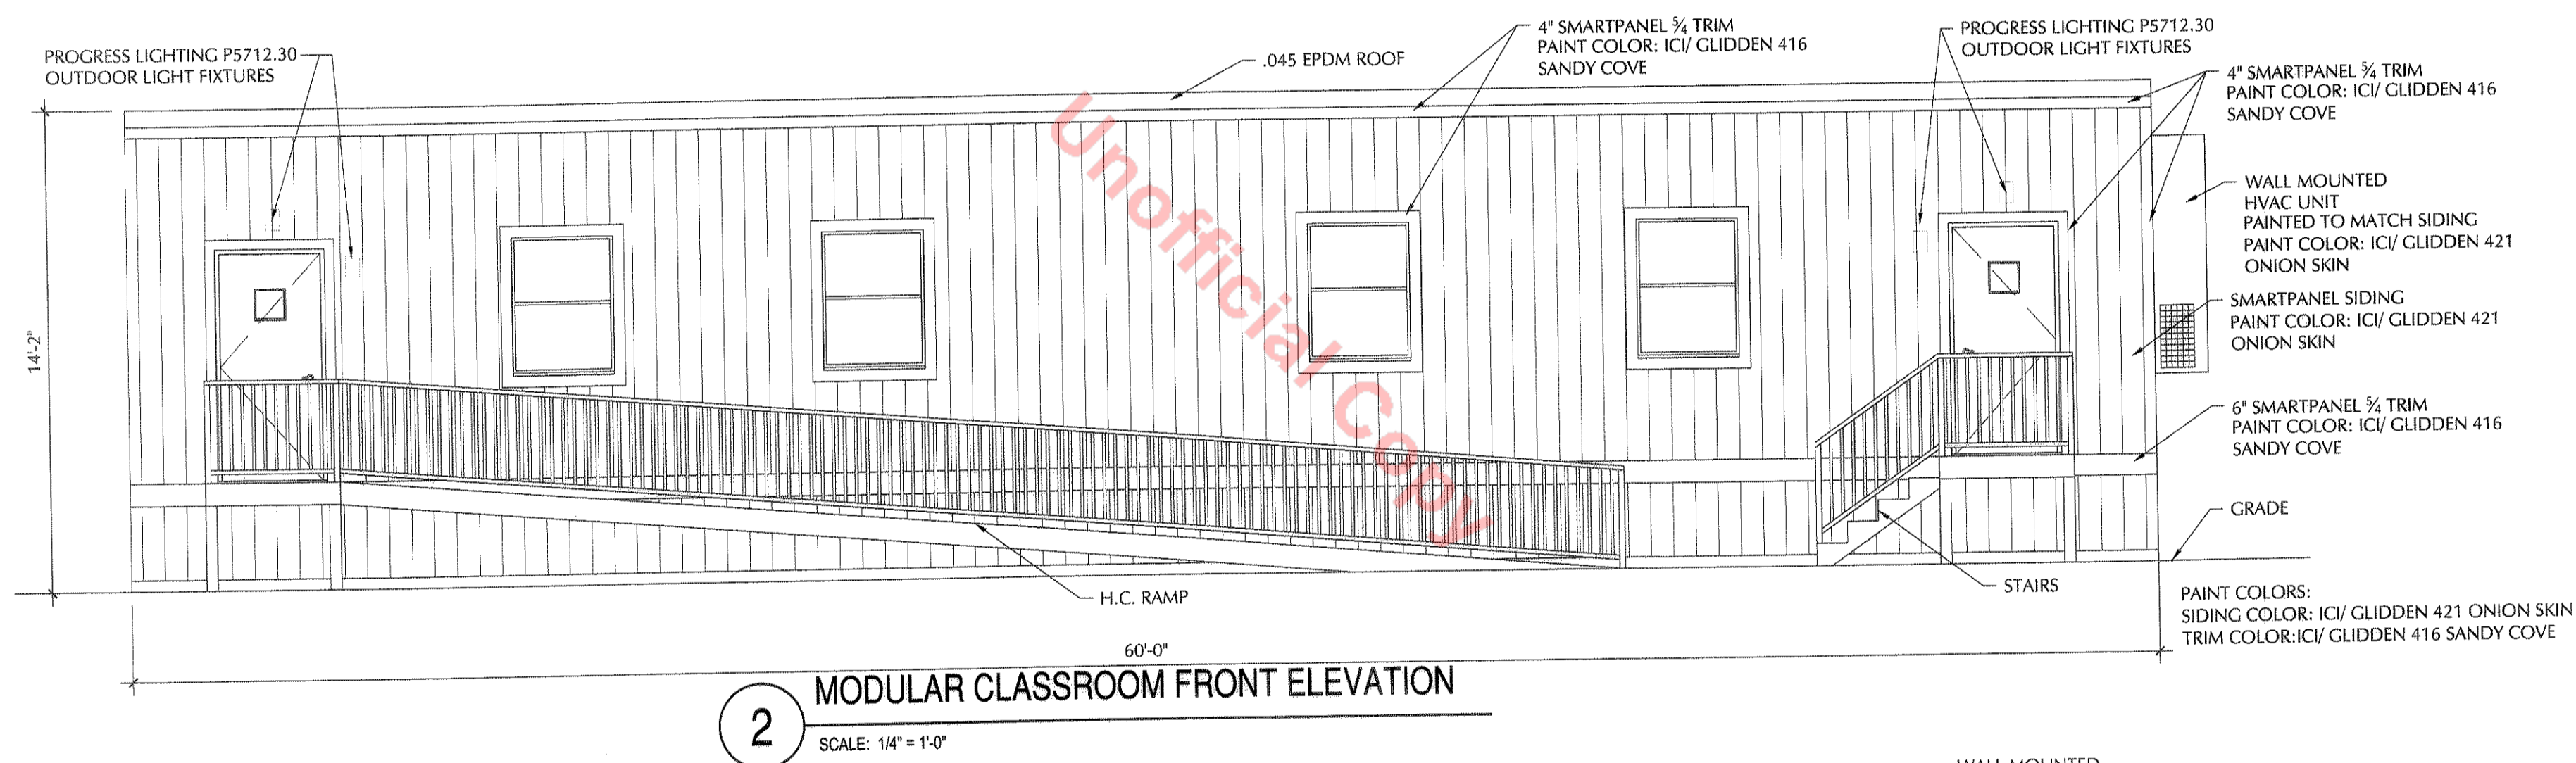 PROGRESS LIGHTING P5712.30
OUTDOOR LIGHT FIXTURES
.045 EPDM ROOF
4" SMARTPANEL 5/4 TRIM
PAINT COLOR: ICI/ GLIDDEN 416
SANDY COVE
PROGRESS LIGHTING P5712.30
OUTDOOR LIGHT FIXTURES
4" SMARTPANEL 5/4 TRIM
PAINT COLOR: ICI/ GLIDDEN 416
SANDY COVE
WALL MOUNTED
HVAC UNIT
PAINTED TO MATCH SIDING
PAINT COLOR: ICI/ GLIDDEN 421
ONION SKIN
SMARTPANEL SIDING
PAINT COLOR: ICI/ GLIDDEN 421
ONION SKIN
6" SMARTPANEL 5/4 TRIM
PAINT COLOR: ICI/ GLIDDEN 416
SANDY COVE
GRADE
14'-2"
Unofficial Copy
H.C. RAMP
STAIRS
PAINT COLORS:
SIDING COLOR: ICI/ GLIDDEN 421 ONION SKIN
TRIM COLOR:ICI/ GLIDDEN 416 SANDY COVE
60'-0"
2
MODULAR CLASSROOM FRONT ELEVATION
SCALE: 1/4" = 1'-0"
WALL MOUNTED